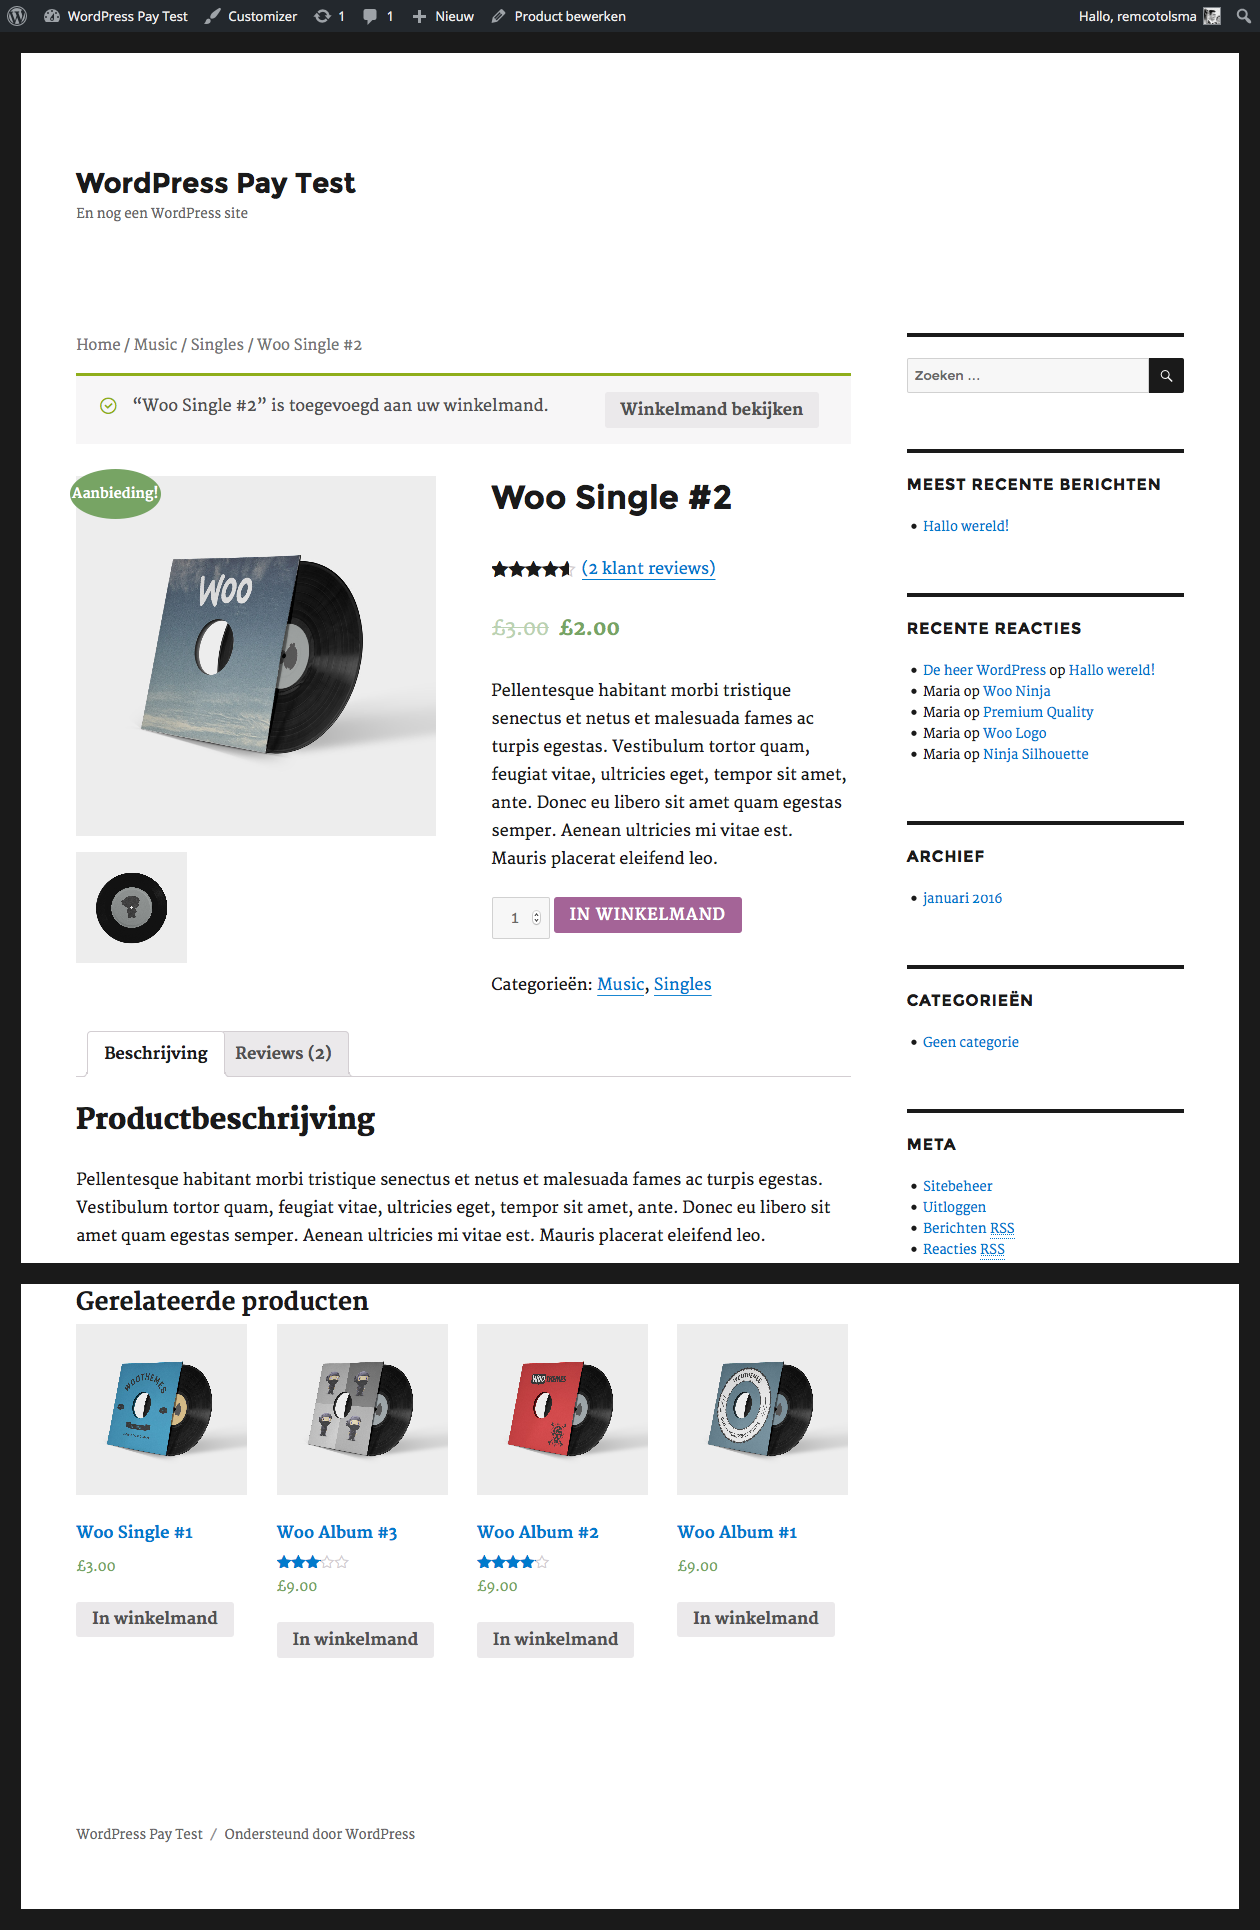 WordPress Pay Test Customizer 1 1 Nieuw Product bewerken Hallo, remcotolsma
WordPress Pay Test
En nog een WordPress site
Home / Music / Singles / Woo Single #2
“Woo Single #2” is toegevoegd aan uw winkelmand. Winkelmand bekijken
Aanbieding!
WOO
Woo Single #2
(2 klant reviews)
£3.00 £2.00
Pellentesque habitant morbi tristique
senectus et netus et malesuada fames ac
turpis egestas. Vestibulum tortor quam,
feugiat vitae, ultricies eget, tempor sit amet,
ante. Donec eu libero sit amet quam egestas
semper. Aenean ultricies mi vitae est.
Mauris placerat eleifend leo.
1 IN WINKELMAND
Categorieën: Music, Singles
Beschrijving Reviews (2)
Productbeschrijving
Pellentesque habitant morbi tristique senectus et netus et malesuada fames ac turpis egestas.
Vestibulum tortor quam, feugiat vitae, ultricies eget, tempor sit amet, ante. Donec eu libero sit
amet quam egestas semper. Aenean ultricies mi vitae est. Mauris placerat eleifend leo.
Zoeken …
MEEST RECENTE BERICHTEN
Hallo wereld!
RECENTE REACTIES
De heer WordPress op Hallo wereld!
Maria op Woo Ninja
Maria op Premium Quality
Maria op Woo Logo
Maria op Ninja Silhouette
ARCHIEF
januari 2016
CATEGORIEËN
Geen categorie
META
Sitebeheer
Uitloggen
Berichten RSS
Reacties RSS
Gerelateerde producten
WOOTHEMES
WOOTHEMES
Woo Single #1
£3.00
In winkelmand
Woo Album #3
£9.00
In winkelmand
Woo Album #2
£9.00
In winkelmand
Woo Album #1
£9.00
In winkelmand
WordPress Pay Test / Ondersteund door WordPress